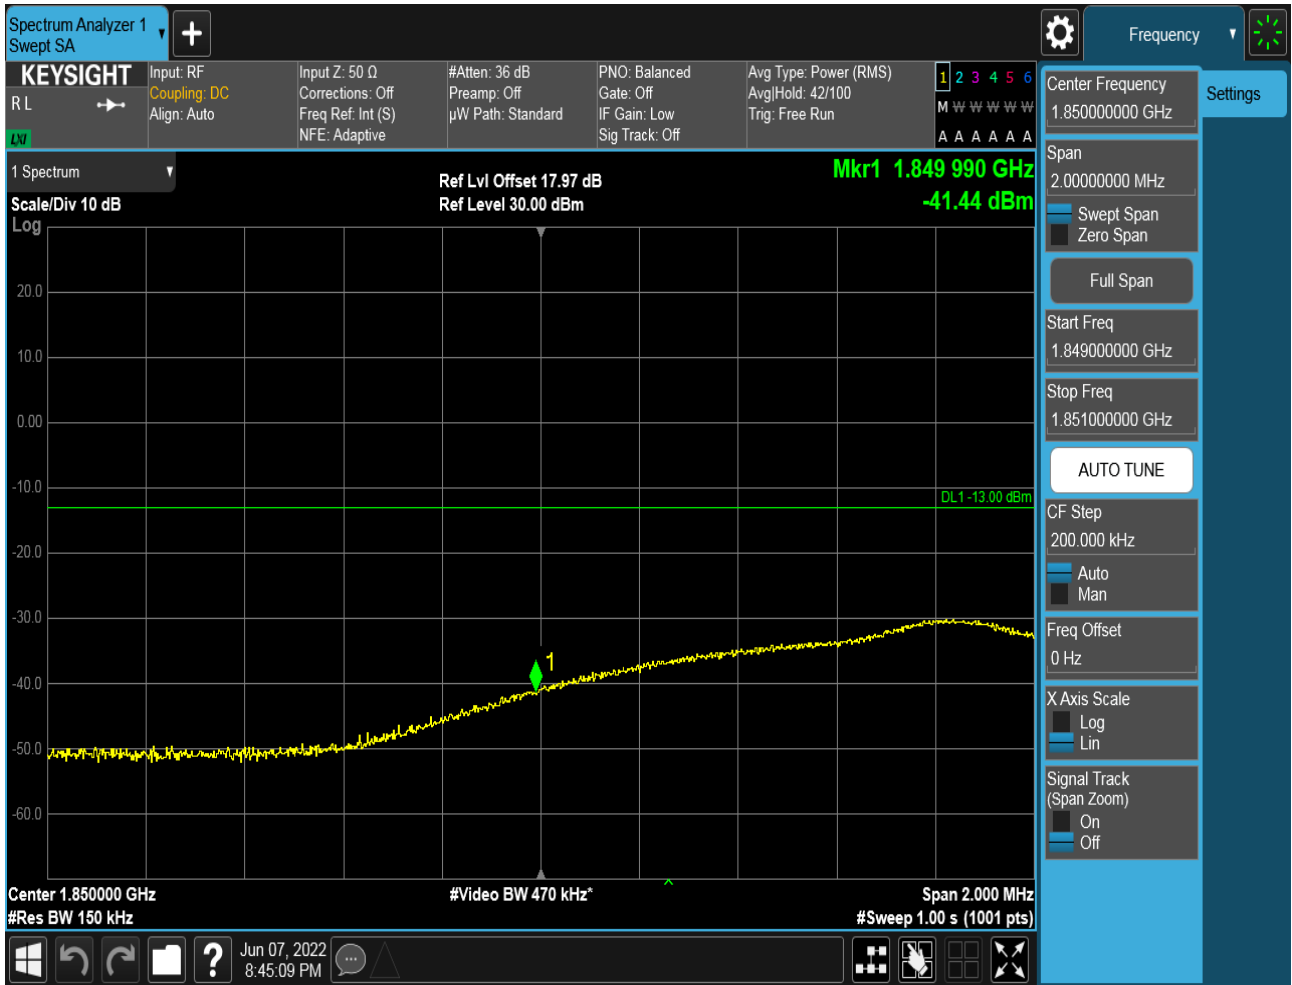 Spectrum Analyzer 1
Swept SA
Frequency
KEYSIGHT
R L
LXI
Input: RF
Coupling: DC
Align: Auto
Input Z: 50 Ω
Corrections: Off
Freq Ref: Int (S)
NFE: Adaptive
#Atten: 36 dB
Preamp: Off
µW Path: Standard
PNO: Balanced
Gate: Off
IF Gain: Low
Sig Track: Off
Avg Type: Power (RMS)
Avg|Hold: 42/100
Trig: Free Run
1 2 3 4 5 6
M W W W W W
A A A A A A
1 Spectrum
Scale/Div 10 dB
Log
Ref Lvl Offset 17.97 dB
Ref Level 30.00 dBm
Mkr1 1.849 990 GHz
-41.44 dBm
20.0
10.0
0.00
-10.0
DL1 -13.00 dBm
-20.0
-30.0
1
-40.0
-50.0
-60.0
Center 1.850000 GHz
#Video BW 470 kHz*
Span 2.000 MHz
#Res BW 150 kHz
#Sweep 1.00 s (1001 pts)
Center Frequency
1.850000000 GHz
Settings
Span
2.00000000 MHz
Swept Span
Zero Span
Full Span
Start Freq
1.849000000 GHz
Stop Freq
1.851000000 GHz
AUTO TUNE
CF Step
200.000 kHz
Auto
Man
Freq Offset
0 Hz
X Axis Scale
Log
Lin
Signal Track
(Span Zoom)
On
Off
?
Jun 07, 2022
8:45:09 PM